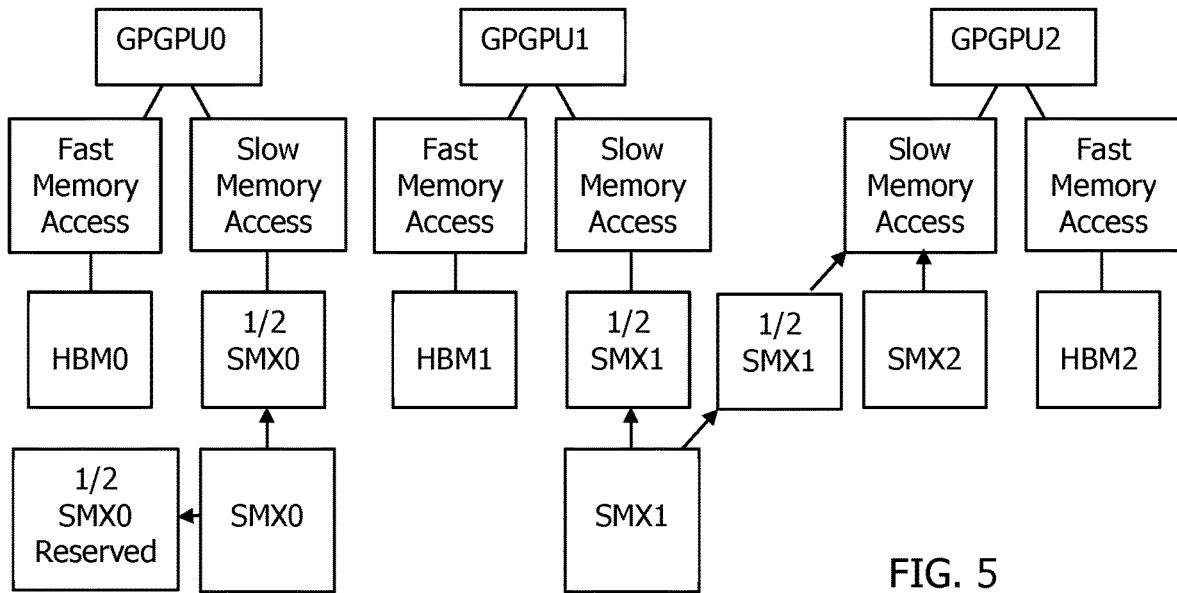 GPGPU0
GPGPU1
GPGPU2
Fast
Memory
Access
Slow
Memory
Access
Fast
Memory
Access
Slow
Memory
Access
Slow
Memory
Access
Fast
Memory
Access
HBM0
1/2
SMX0
HBM1
1/2
SMX1
1/2
SMX1
SMX2
HBM2
1/2
SMX0
Reserved
SMX0
SMX1
FIG. 5